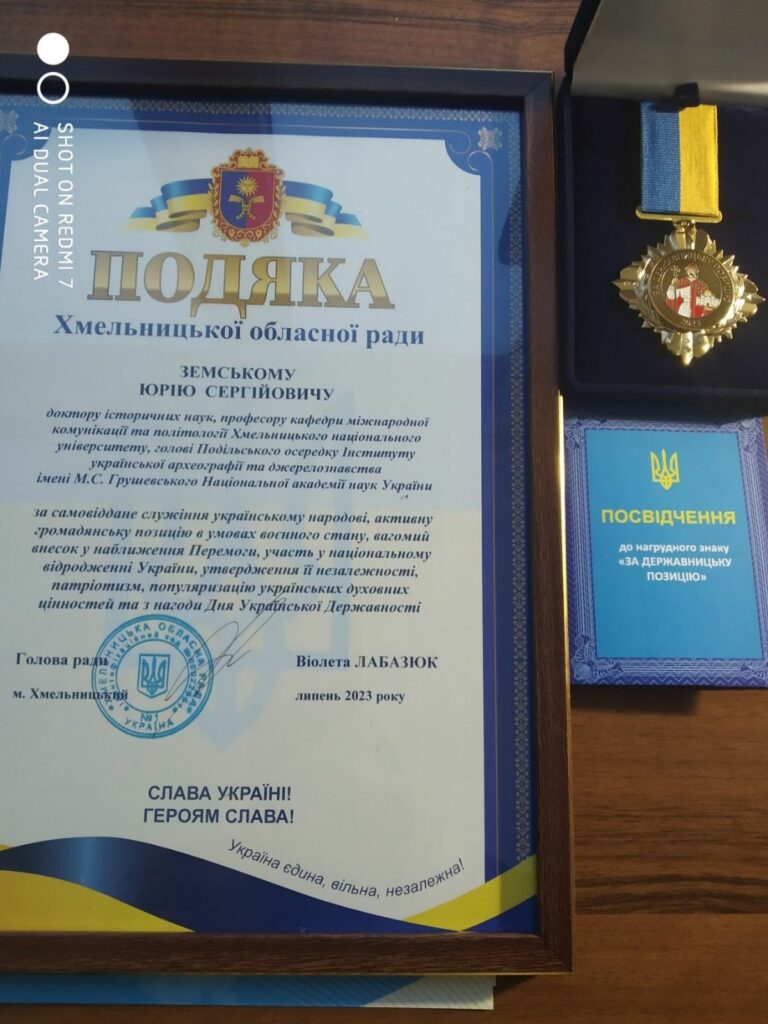 SHOT ON REDMI 7
AI DUAL CAMERA
ПОДЯКА
Хмельницької обласної ради
ЗЕМСЬКОМУ
ЮРІЮ СЕРГІЙОВИЧУ
доктору історичних наук, професору кафедри міжнародної
комунікації та політології Хмельницького національного
університету, голові Подільського осередку Інституту
української археографії та джерелознавства
імені М.С. Грушевського Національної академії наук України
за самовіддане служіння українському народові, активну
громадянську позицію в умовах воєнного стану, вагомий
внесок у наближення Перемоги, участь у національному
відродженні України, утвердження її незалежності,
патріотизм, популяризацію українських духовних
цінностей та з нагоди Дня Української Державності
Голова ради Віолета ЛАБАЗЮК
м. Хмельницький липень 2023 року
ХМЕЛЬНИЦЬКА ОБЛАСНА РАДА
№1
УКРАЇНА
СЛАВА УКРАЇНІ!
ГЕРОЯМ СЛАВА!
Україна єдина, вільна, незалежна!
ПОСВІДЧЕННЯ
до нагрудного знаку
«ЗА ДЕРЖАВНИЦЬКУ
ПОЗИЦІЮ»